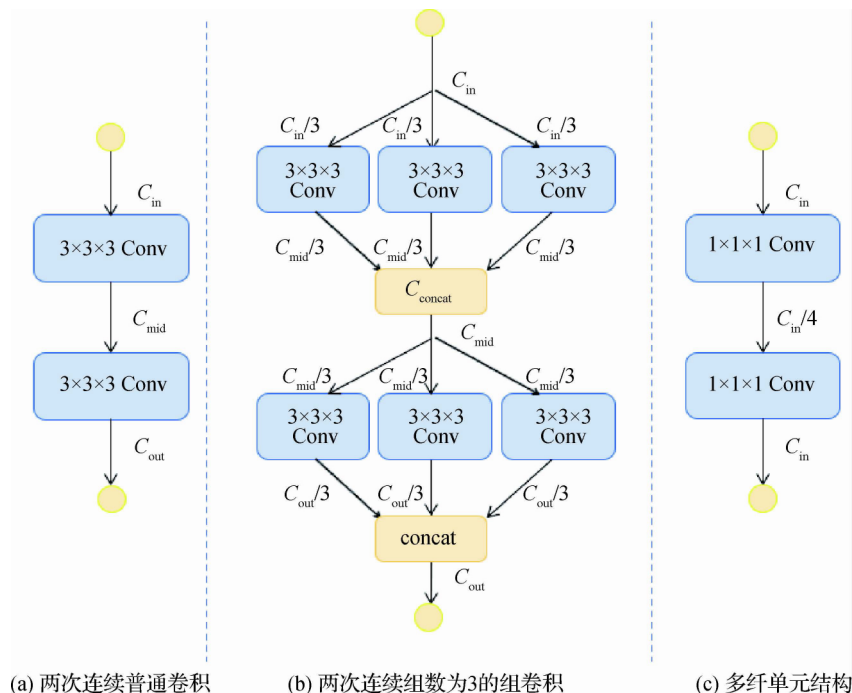 C_in
3×3×3 Conv
C_mid
3×3×3 Conv
C_out
(a) 两次连续普通卷积
C_in
C_in/3 C_in/3 C_in/3
3×3×3 3×3×3 3×3×3
Conv Conv Conv
C_mid/3 C_mid/3 C_mid/3
C_concat
C_mid
C_mid/3 C_mid/3 C_mid/3
3×3×3 3×3×3 3×3×3
Conv Conv Conv
C_out/3 C_out/3 C_out/3
concat
C_out
(b) 两次连续组数为3的组卷积
C_in
1×1×1 Conv
C_in/4
1×1×1 Conv
C_in
(c) 多纤单元结构